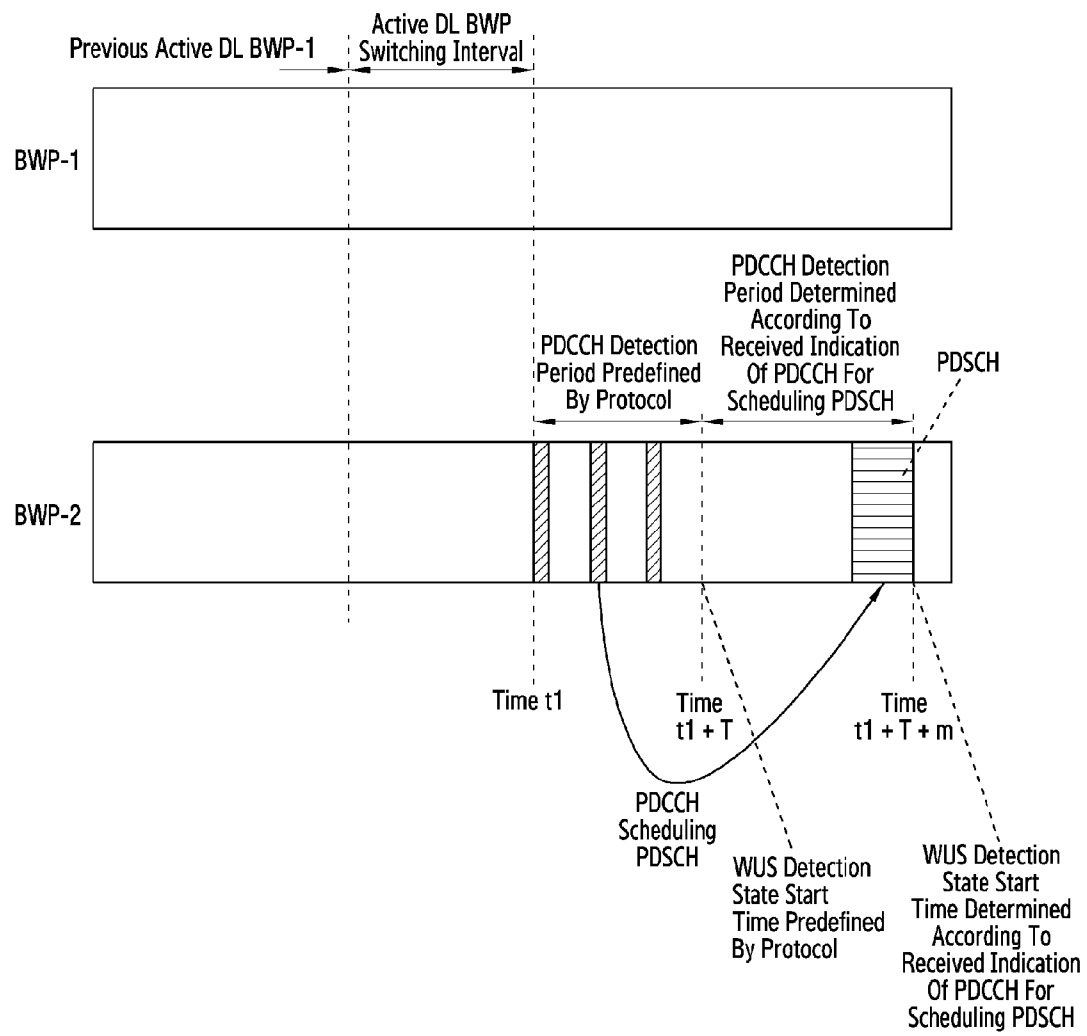 Active DL BWP
Switching Interval
Previous Active DL BWP-1
BWP-1
PDCCH Detection
Period Determined
According To
Received Indication
Of PDCCH For
Scheduling PDSCH
PDCCH Detection
Period Predefined
By Protocol
PDSCH
BWP-2
Time t1
Time
t1 + T
Time
t1 + T + m
PDCCH
Scheduling
PDSCH
WUS Detection
State Start
Time Predefined
By Protocol
WUS Detection
State Start
Time Determined
According To
Received Indication
Of PDCCH For
Scheduling PDSCH